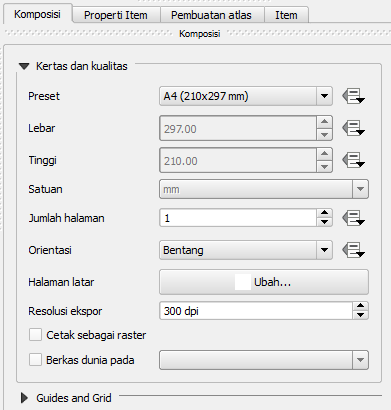 Komposisi Properti Item Pembuatan atlas Item
Komposisi
Kertas dan kualitas
Preset A4 (210x297 mm)
Lebar 297.00
Tinggi 210.00
Satuan mm
Jumlah halaman 1
Orientasi Bentang
Halaman latar Ubah...
Resolusi ekspor 300 dpi
Cetak sebagai raster
Berkas dunia pada
Guides and Grid